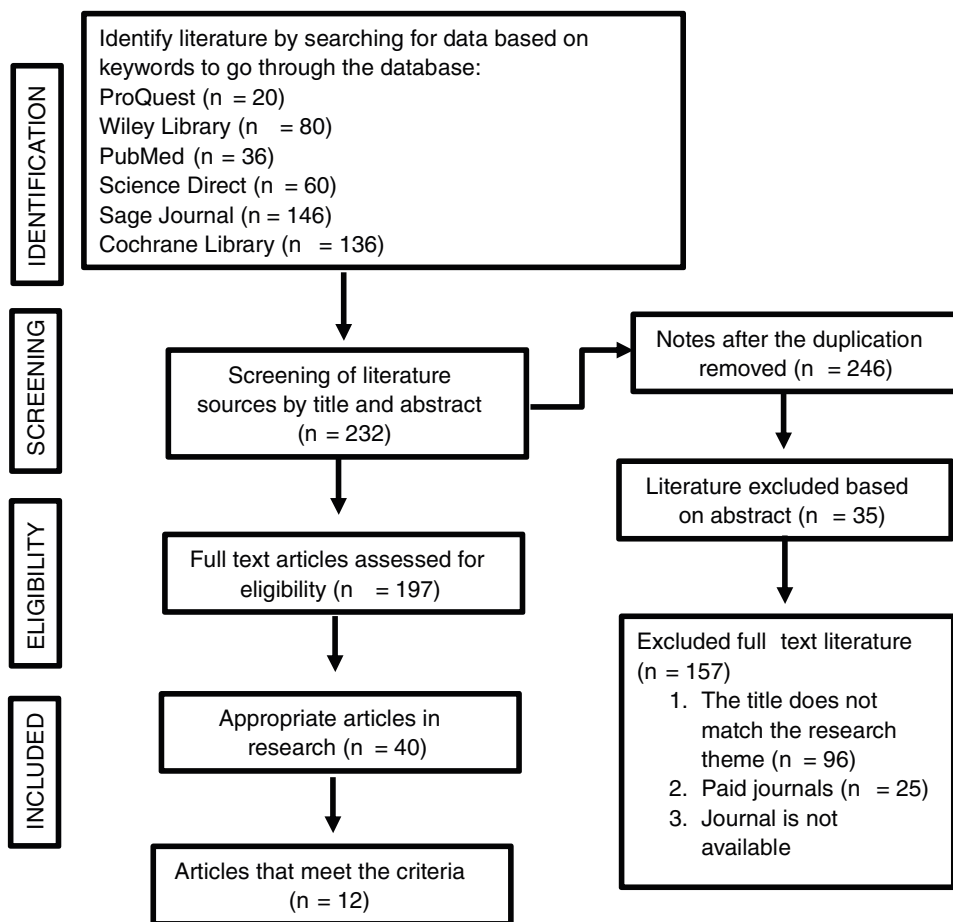 IDENTIFICATION
Identify literature by searching for data based on
keywords to go through the database:
ProQuest (n = 20)
Wiley Library (n = 80)
PubMed (n = 36)
Science Direct (n = 60)
Sage Journal (n = 146)
Cochrane Library (n = 136)
SCREENING
Screening of literature
sources by title and abstract
(n = 232)
Notes after the duplication
removed (n = 246)
Literature excluded based
on abstract (n = 35)
ELIGIBILITY
Full text articles assessed for
eligibility (n = 197)
Excluded full text literature
(n = 157)
1. The title does not
match the research
theme (n = 96)
2. Paid journals (n = 25)
3. Journal is not
available
INCLUDED
Appropriate articles in
research (n = 40)
Articles that meet the criteria
(n = 12)